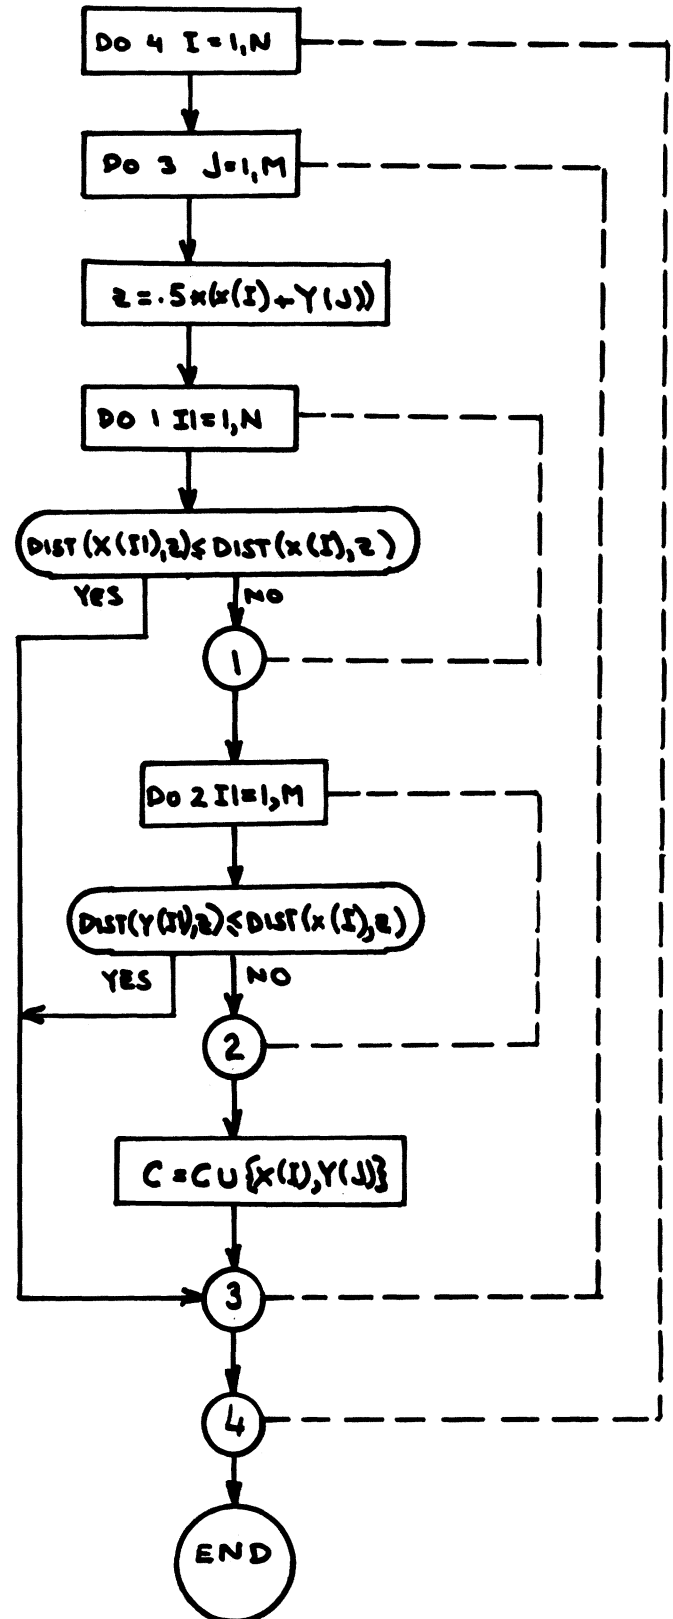 DO 4 I=1,N
DO 3 J=1,M
Z=.5*(X(I)+Y(J))
DO 1 I1=1,N
DIST(X(I1),Z)≤DIST(X(I),Z)
YES
NO
1
DO 2 I1=1,M
DIST(Y(I1),Z)≤DIST(X(I),Z)
YES
NO
2
C=C∪{X(I),Y(J)}
3
4
END